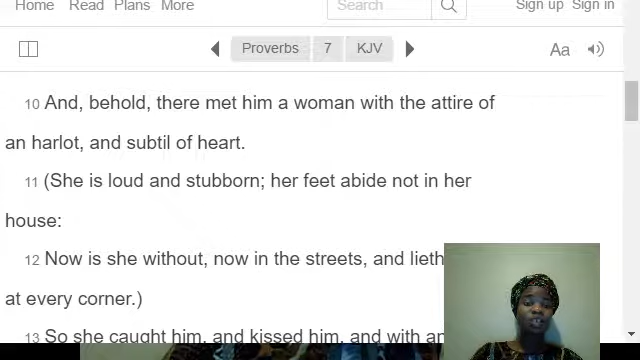 Home Read Plans More Search Sign up Sign in
Proverbs 7 KJV Aa
10 And, behold, there met him a woman with the attire of
an harlot, and subtil of heart.
11 (She is loud and stubborn; her feet abide not in her
house:
12 Now is she without, now in the streets, and lieth
at every corner.)
13 So she caught him, and kissed him, and with an